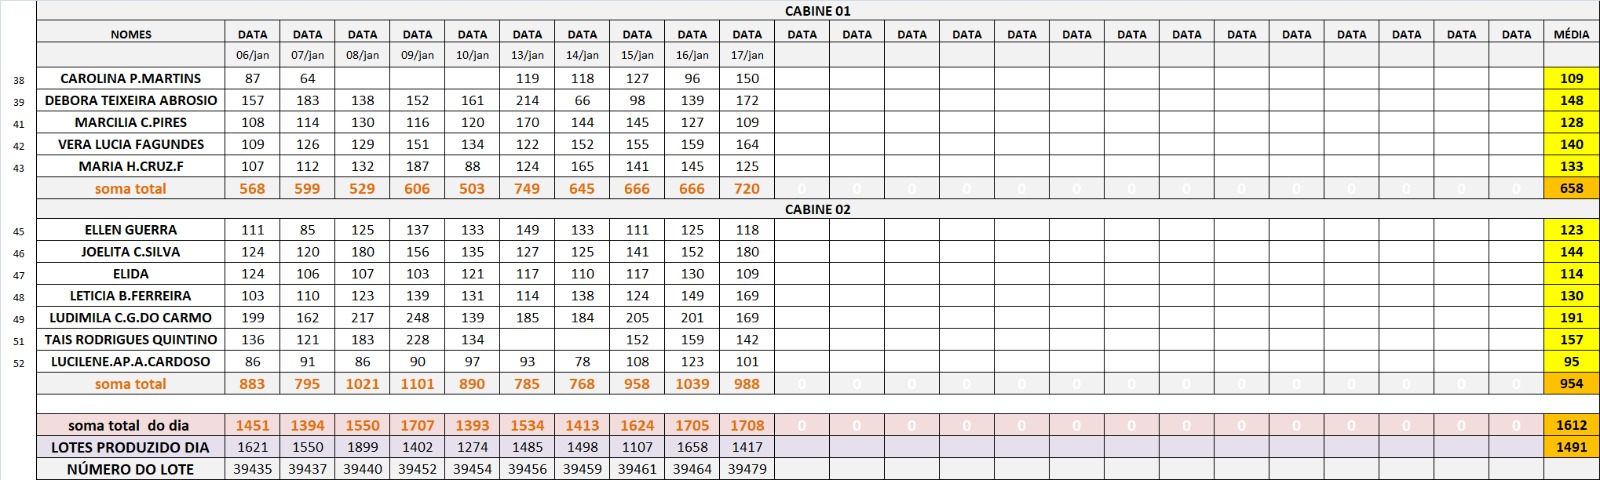 CABINE 01
NOMES DATA DATA DATA DATA DATA DATA DATA DATA DATA DATA DATA DATA DATA DATA DATA DATA DATA DATA DATA DATA DATA DATA DATA DATA MÉDIA
06/jan 07/jan 08/jan 09/jan 10/jan 13/jan 14/jan 15/jan 16/jan 17/jan
38 CAROLINA P.MARTINS 87 64 119 118 127 96 150 109
39 DEBORA TEIXEIRA ABROSIO 157 183 138 152 161 214 66 98 139 172 148
41 MARCILIA C.PIRES 108 114 130 116 120 170 144 145 127 109 128
42 VERA LUCIA FAGUNDES 109 126 129 151 134 122 152 155 159 164 140
43 MARIA H.CRUZ.F 107 112 132 187 88 124 165 141 145 125 133
soma total 568 599 529 606 503 749 645 666 666 720 0 0 0 0 0 0 0 0 0 0 0 0 0 0 658
CABINE 02
45 ELLEN GUERRA 111 85 125 137 133 149 133 111 125 118 123
46 JOELITA C.SILVA 124 120 180 156 135 127 125 141 152 180 144
47 ELIDA 124 106 107 103 121 117 110 117 130 109 114
48 LETICIA B.FERREIRA 103 110 123 139 131 114 138 124 149 169 130
49 LUDIMILA C.G.DO CARMO 199 162 217 248 139 185 184 205 201 169 191
51 TAIS RODRIGUES QUINTINO 136 121 183 228 134 152 159 142 157
52 LUCILENE.AP.A.CARDOSO 86 91 86 90 97 93 78 108 123 101 95
soma total 883 795 1021 1101 890 785 768 958 1039 988 0 0 0 0 0 0 0 0 0 0 0 0 0 0 954
soma total do dia 1451 1394 1550 1707 1393 1534 1413 1624 1705 1708 0 0 0 0 0 0 0 0 0 0 0 0 0 0 1612
LOTES PRODUZIDO DIA 1621 1550 1899 1402 1274 1485 1498 1107 1658 1417 1491
NÚMERO DO LOTE 39435 39437 39440 39452 39454 39456 39459 39461 39464 39479